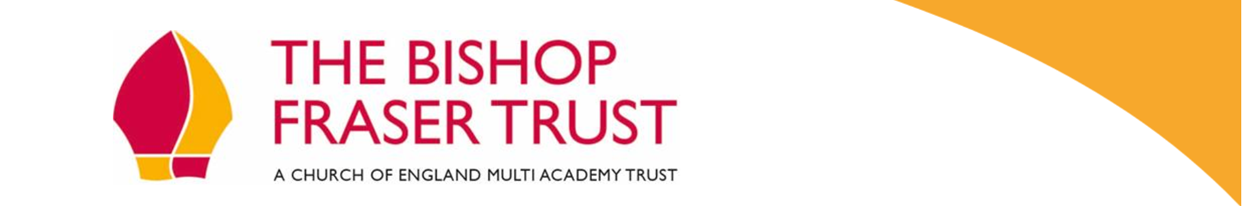 THE BISHOP
FRASER TRUST
A CHURCH OF ENGLAND MULTI ACADEMY TRUST